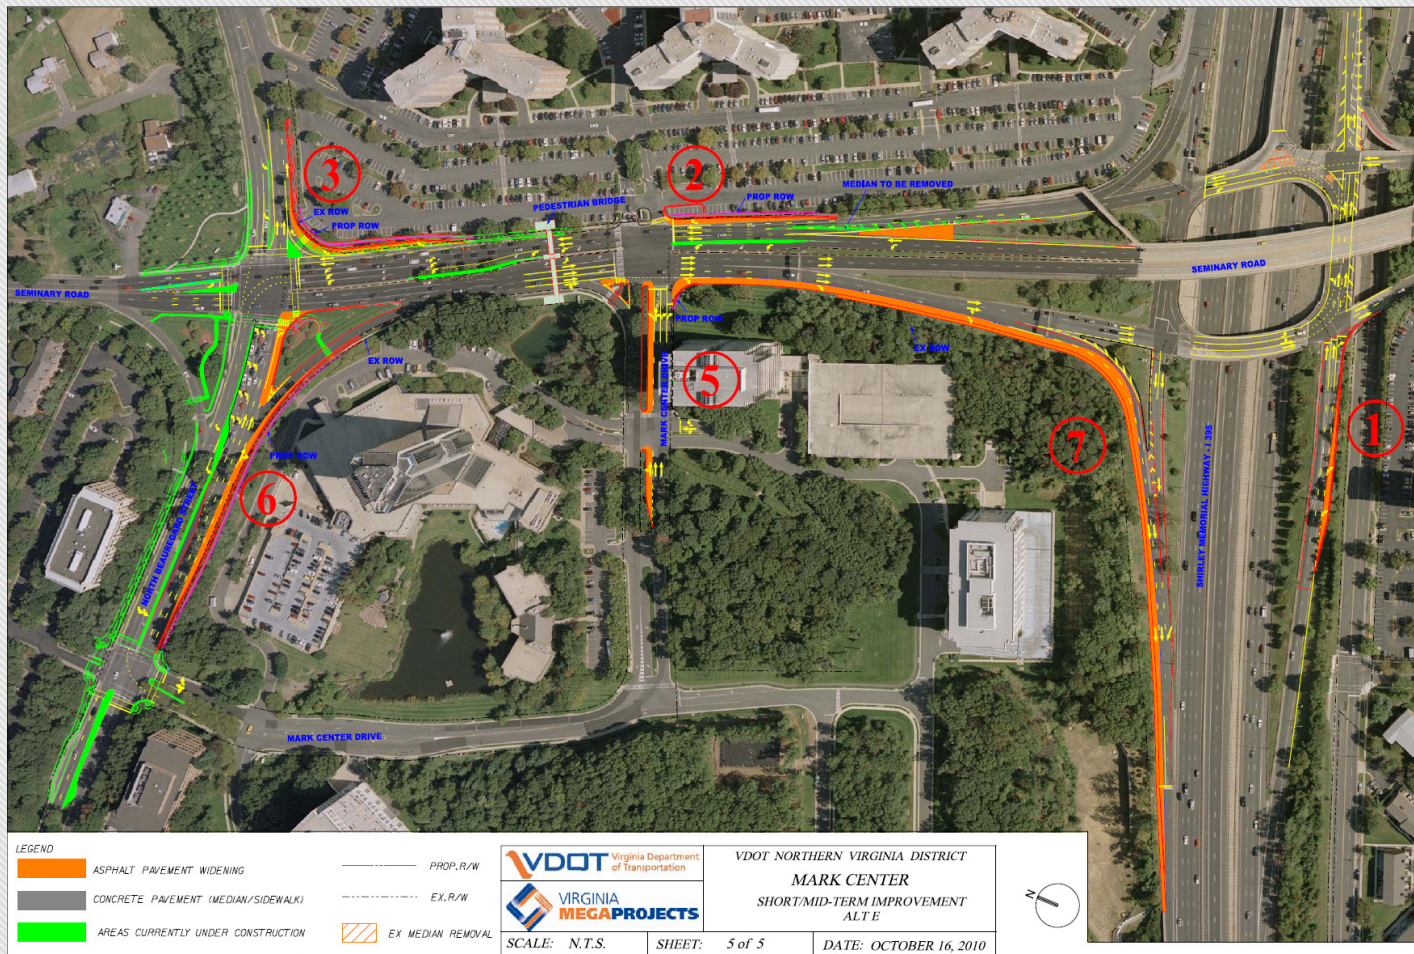 3
2
MEDIAN TO BE REMOVED
PROP ROW
PEDESTRIAN BRIDGE
EX ROW
PROP ROW
SEMINARY ROAD
SEMINARY ROAD
PROP ROW
EX ROW
EX ROW
MARK CENTER DRIVE
5
1
7
PROP ROW
6
NORTH BEAUREGARD STREET
SHIRLEY MEMORIAL HIGHWAY - I 395
MARK CENTER DRIVE
LEGEND
ASPHALT PAVEMENT WIDENING
CONCRETE PAVEMENT (MEDIAN/SIDEWALK)
AREAS CURRENTLY UNDER CONSTRUCTION
PROP.R/W
EX.R/W
EX MEDIAN REMOVAL
VDOT Virginia Department
of Transportation
VIRGINIA
MEGAPROJECTS
VDOT NORTHERN VIRGINIA DISTRICT
MARK CENTER
SHORT/MID-TERM IMPROVEMENT
ALT E
SCALE: N.T.S.
SHEET: 5 of 5
DATE: OCTOBER 16, 2010
N